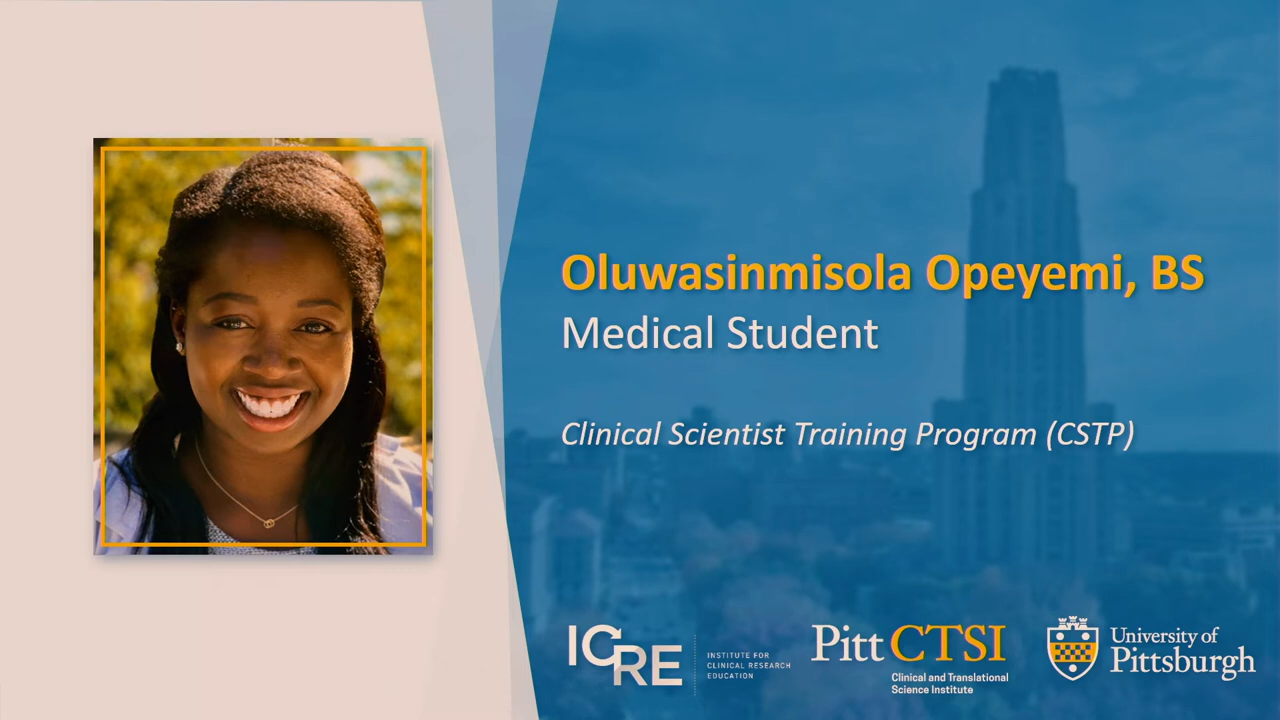 Oluwasinmisola Opeyemi, BS
Medical Student
Clinical Scientist Training Program (CSTP)
ICRE
INSTITUTE FOR
CLINICAL RESEARCH
EDUCATION
Pitt CTSI
Clinical and Translational
Science Institute
University of
Pittsburgh